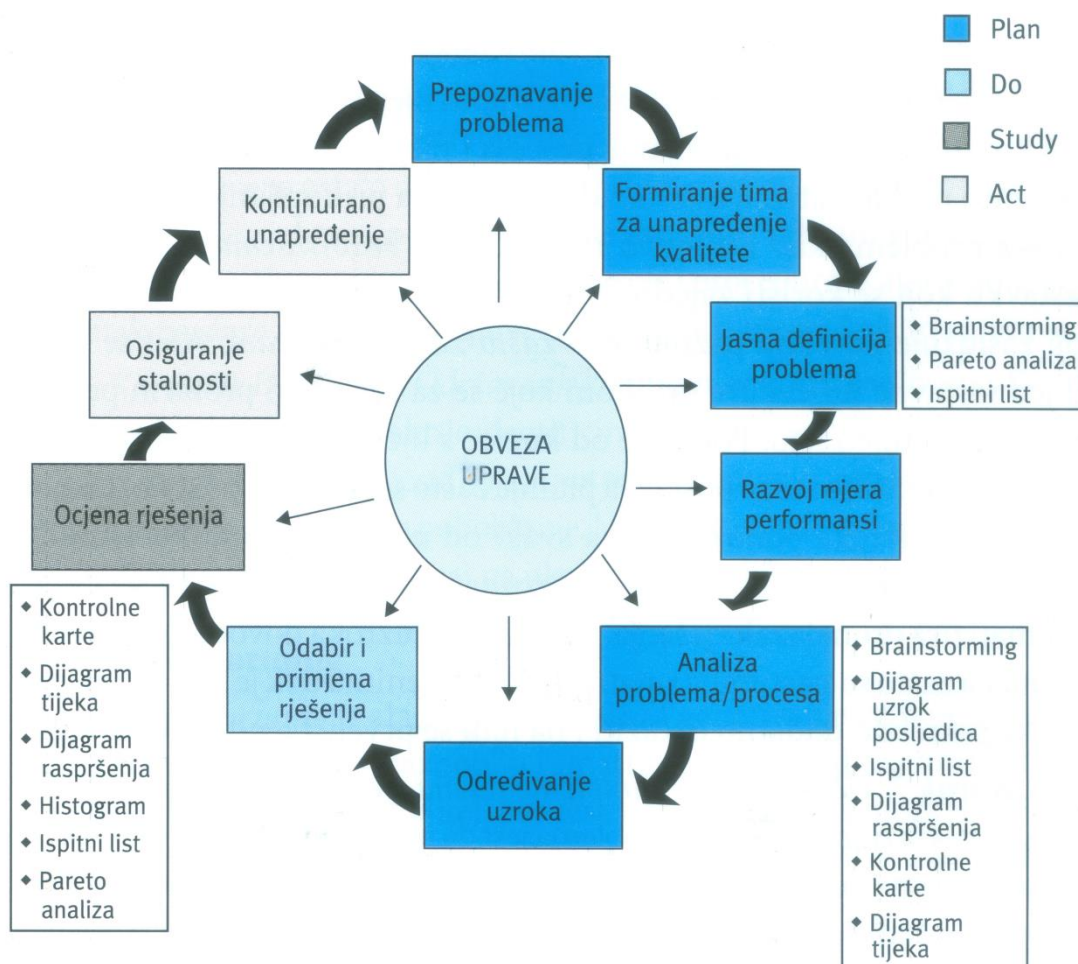 Plan
Do
Study
Act
Prepoznavanje
problema
Formiranje tima
za unapređenje
kvalitete
Jasna definicija
problema
◆ Brainstorming
◆ Pareto analiza
◆ Ispitni list
Razvoj mjera
performansi
Analiza
problema/procesa
◆ Brainstorming
◆ Dijagram
uzrok
posljedica
◆ Ispitni list
◆ Dijagram
raspršenja
◆ Kontrolne
karte
◆ Dijagram
tijeka
Određivanje
uzroka
Odabir i
primjena
rješenja
Ocjena rješenja
◆ Kontrolne
karte
◆ Dijagram
tijeka
◆ Dijagram
raspršenja
◆ Histogram
◆ Ispitni list
◆ Pareto
analiza
Osiguranje
stalnosti
Kontinuirano
unapređenje
OBVEZA
UPRAVE